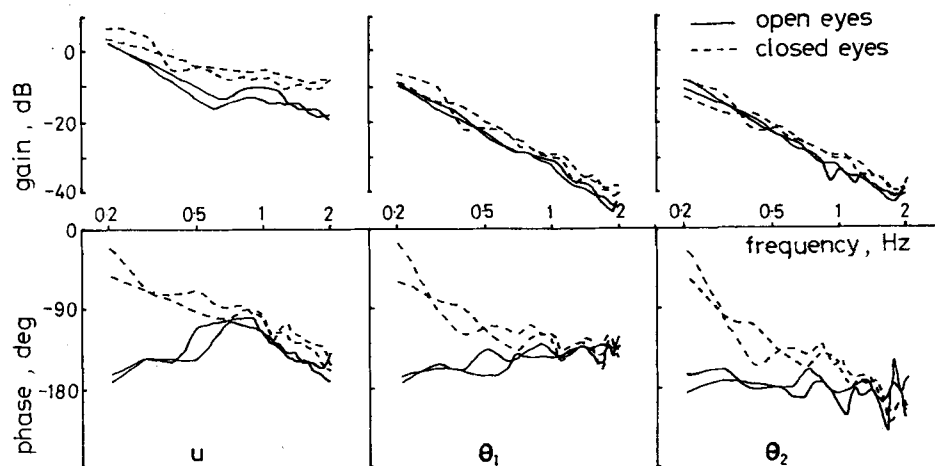 open eyes
closed eyes
gain, dB
0
-20
-40
0·2 0·5 1 2
0·2 0·5 1 2
0·2 0·5 1 2
frequency, Hz
phase, deg
0
-90
-180
u
θ₁
θ₂